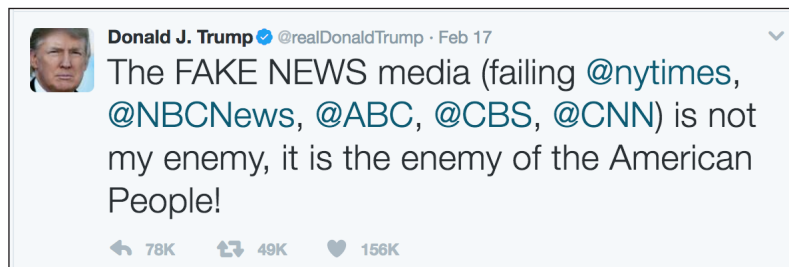 Donald J. Trump @realDonaldTrump · Feb 17
The FAKE NEWS media (failing @nytimes,
@NBCNews, @ABC, @CBS, @CNN) is not
my enemy, it is the enemy of the American
People!
78K 49K 156K